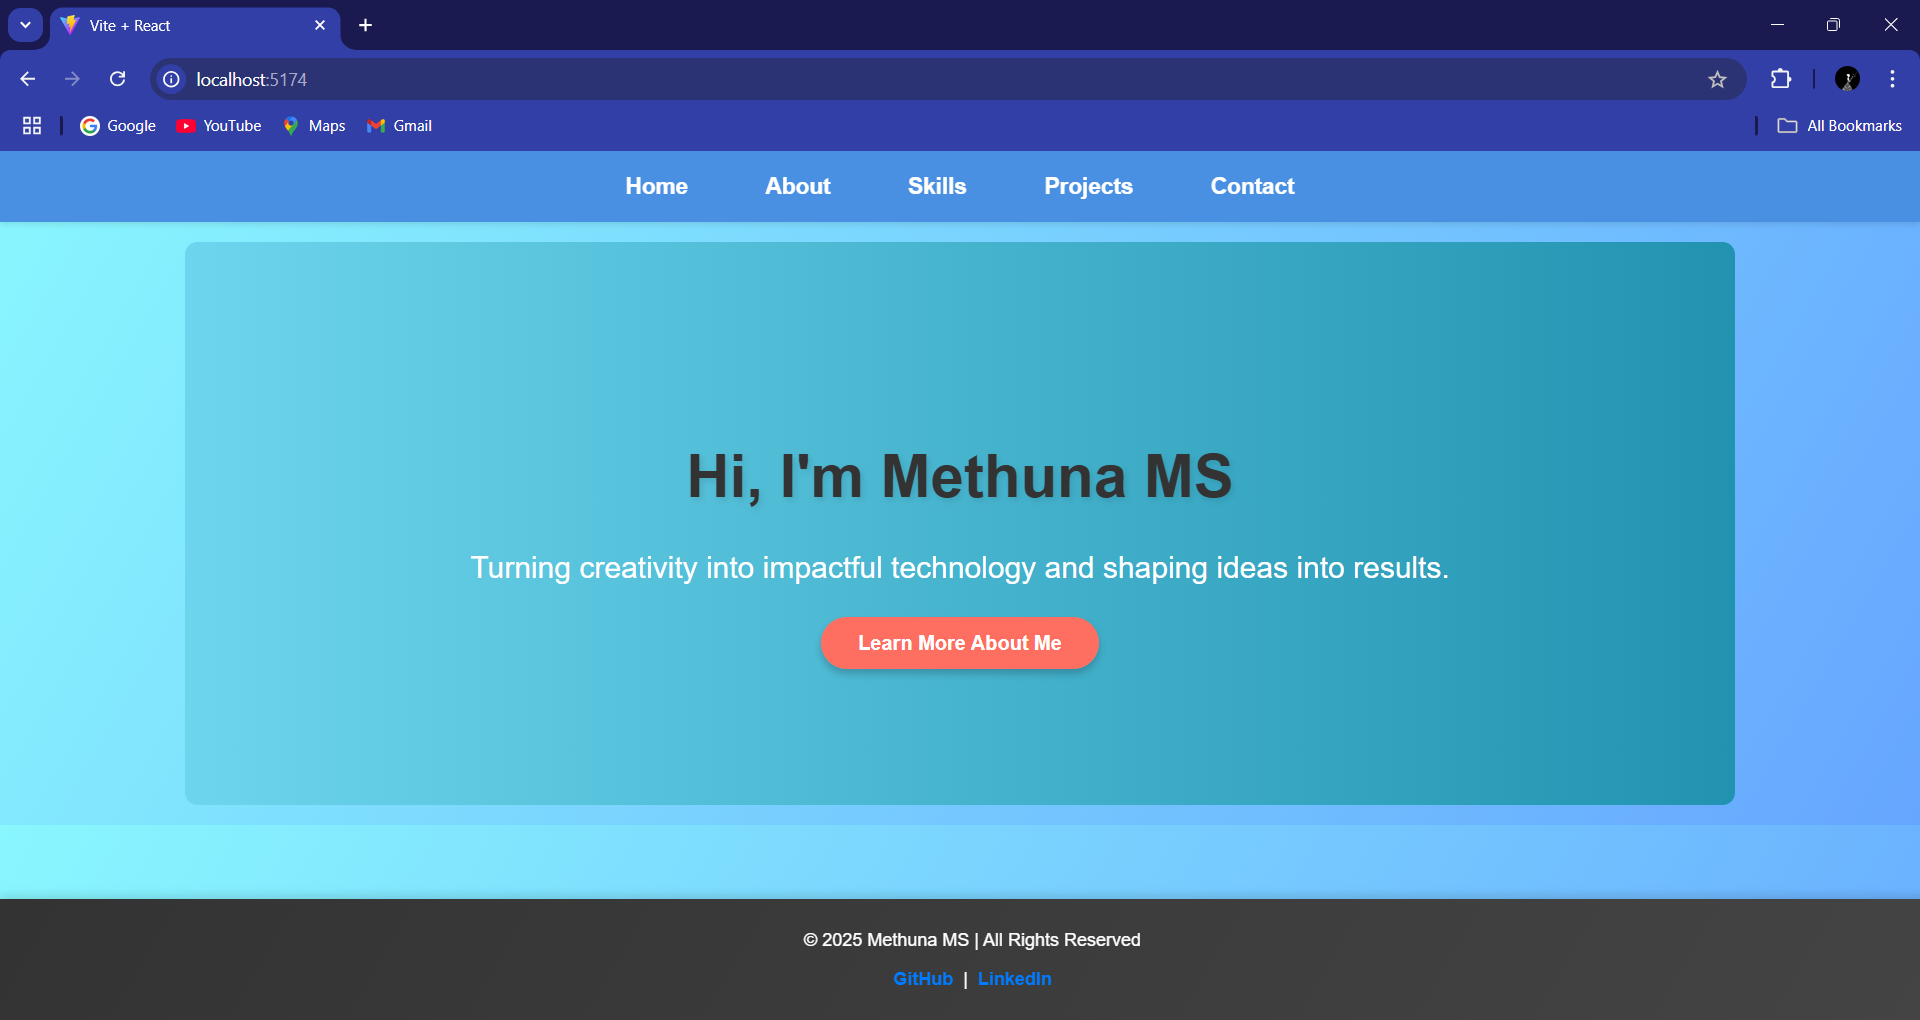 Vite + React
localhost:5174
Google YouTube Maps Gmail All Bookmarks
Home About Skills Projects Contact
Hi, I'm Methuna MS
Turning creativity into impactful technology and shaping ideas into results.
Learn More About Me
© 2025 Methuna MS | All Rights Reserved
GitHub | LinkedIn